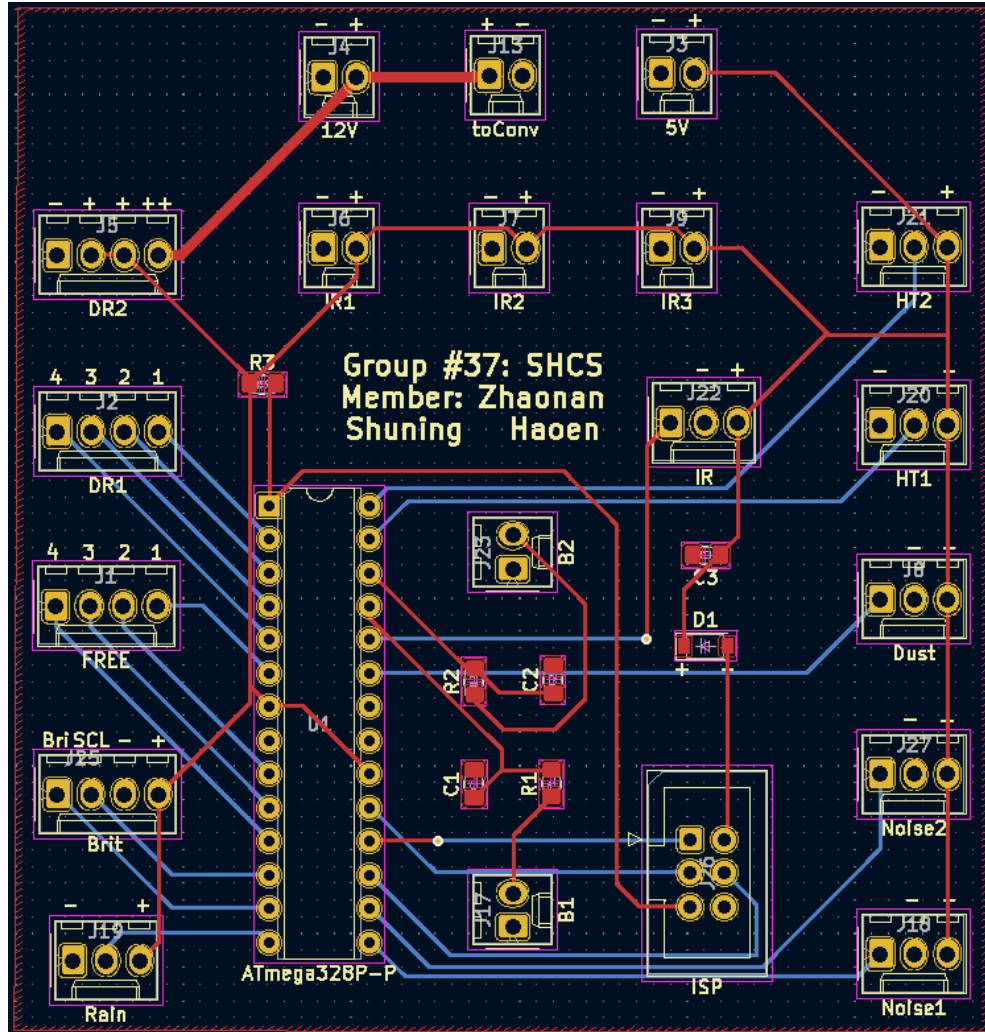 - +
+ -
- +
J4
J13
J3
12V
toConv
5V
- + + ++
- +
- +
- +
- +
J5
J6
J7
J9
J21
DR2
IR1
IR2
IR3
HT2
R3
4 3 2 1
Group #37: SHCS
Member: Zhaonan
Shuning Haoen
- +
- -
J2
J22
J20
DR1
IR
HT1
4 3 2 1
J1
J23
B2
C3
- -
J8
FREE
D1
+ -
Dust
R2
C2
U1
BriSCL - +
J25
Brit
C1
R1
- -
J27
Noise2
J26
J17
B1
- +
J19
Rain
ATmega328P-P
ISP
- -
J18
Noise1